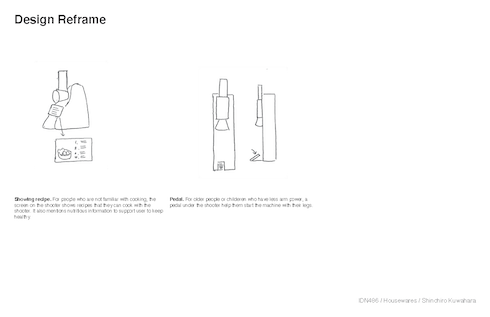 Design Reframe
Showing recipe. For people who are not familiar with cooking, the
screen on the shooter shows recipes that they can cook with the
shooter. It also mentions nutritious information to support user to keep
healthy.
Pedal. For older people or childeren who have less arm power, a
pedal under the shooter help them start the machine with their legs
IDN486 / Housewares / Shinchiro Kuwahara